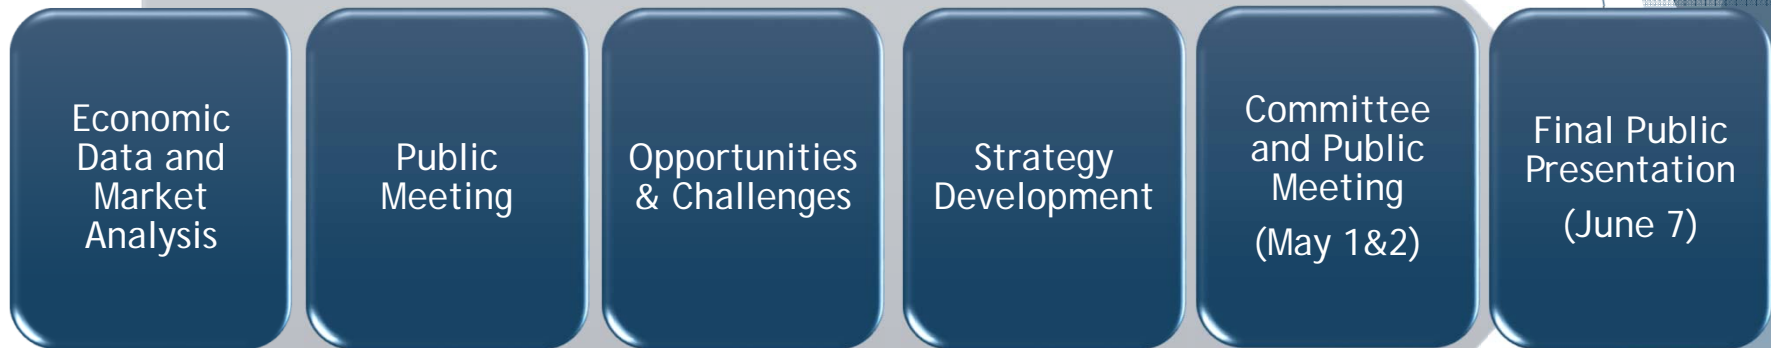 Economic
Data and
Market
Analysis
Public
Meeting
Opportunities
& Challenges
Strategy
Development
Committee
and Public
Meeting
(May 1&2)
Final Public
Presentation
(June 7)